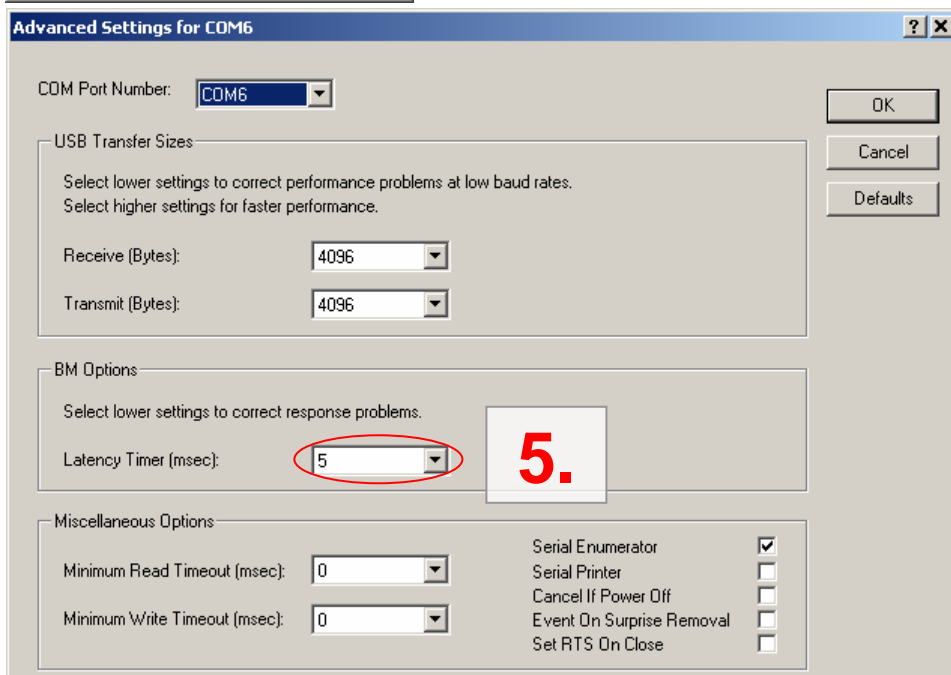 Advanced Settings for COM6
COM Port Number: COM6
OK
USB Transfer Sizes
Cancel
Select lower settings to correct performance problems at low baud rates.
Select higher settings for faster performance.
Defaults
Receive (Bytes): 4096
Transmit (Bytes): 4096
BM Options
Select lower settings to correct response problems.
Latency Timer (msec): 5
5.
Miscellaneous Options
Minimum Read Timeout (msec): 0
Minimum Write Timeout (msec): 0
Serial Enumerator
Serial Printer
Cancel If Power Off
Event On Surprise Removal
Set RTS On Close